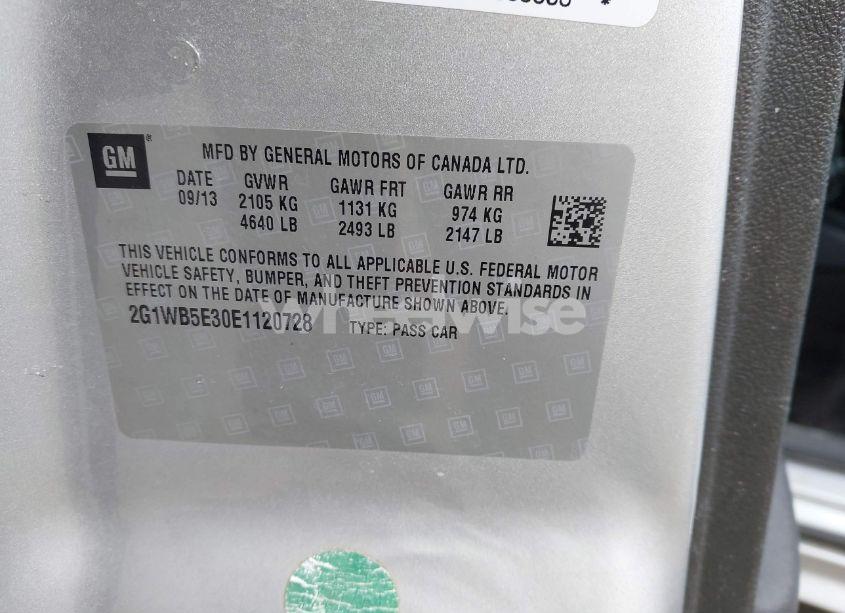 GM
MFD BY GENERAL MOTORS OF CANADA LTD.
DATE GVWR GAWR FRT GAWR RR
09/13 2105 KG 1131 KG 974 KG
4640 LB 2493 LB 2147 LB
THIS VEHICLE CONFORMS TO ALL APPLICABLE U.S. FEDERAL MOTOR
VEHICLE SAFETY, BUMPER, AND THEFT PREVENTION STANDARDS IN
EFFECT ON THE DATE OF MANUFACTURE SHOWN ABOVE.
2G1WB5E30E1120728 TYPE: PASS CAR
wheelwise